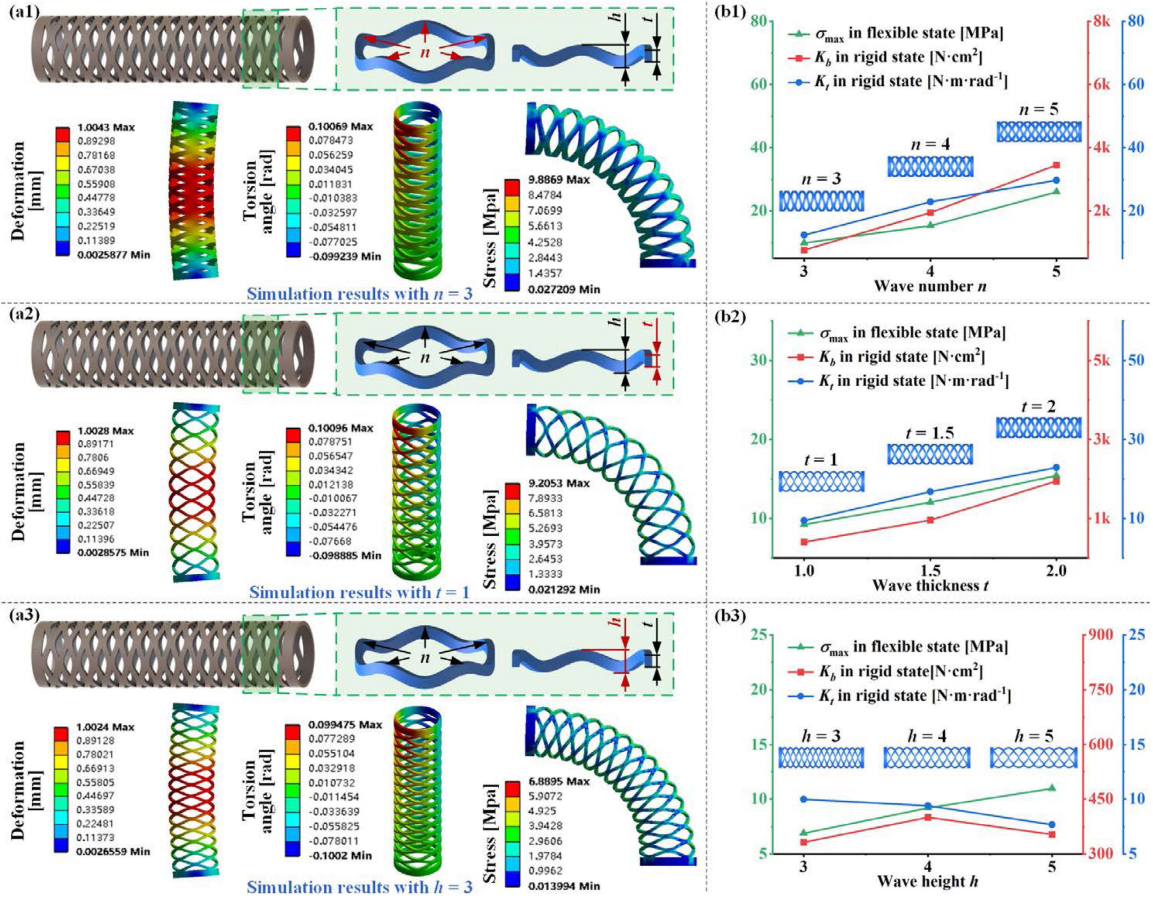 (a1)
h
t
n
Deformation [mm]
1.0043 Max
0.89298
0.78168
0.67038
0.55908
0.44778
0.33649
0.22519
0.11389
0.0025877 Min
Torsion angle [rad]
0.10069 Max
0.078473
0.056259
0.034045
0.011831
-0.010383
-0.032597
-0.054811
-0.077025
-0.099239 Min
Stress [Mpa]
9.8869 Max
8.4784
7.0699
5.6613
4.2528
2.8443
1.4357
0.027209 Min
Simulation results with n = 3
(b1)
80
60
40
20
σmax in flexible state [MPa]
Kb in rigid state [N·cm²]
Kt in rigid state [N·m·rad⁻¹]
n = 3
n = 4
n = 5
8k
6k
4k
2k
0
80
60
40
20
3
4
5
Wave number n
(a2)
h
t
n
Deformation [mm]
1.0028 Max
0.89171
0.7806
0.66949
0.55839
0.44728
0.33618
0.22507
0.11396
0.0028575 Min
Torsion angle [rad]
0.10096 Max
0.078751
0.056547
0.034342
0.012138
-0.010067
-0.032271
-0.054476
-0.07668
-0.098885 Min
Stress [Mpa]
9.2053 Max
7.8933
6.5813
5.2693
3.9573
2.6453
1.3333
0.021292 Min
Simulation results with t = 1
(b2)
30
20
10
σmax in flexible state [MPa]
Kb in rigid state [N·cm²]
Kt in rigid state [N·m·rad⁻¹]
t = 1
t = 1.5
t = 2
5k
3k
1k
50
30
10
1.0
1.5
2.0
Wave thickness t
(a3)
h
t
n
Deformation [mm]
1.0024 Max
0.89128
0.78021
0.66913
0.55805
0.44697
0.33589
0.22481
0.11373
0.0026559 Min
Torsion angle [rad]
0.099475 Max
0.077289
0.055104
0.032918
0.010732
-0.011454
-0.033639
-0.055825
-0.078011
-0.1002 Min
Stress [Mpa]
6.8895 Max
5.9072
4.925
3.9428
2.9606
1.9784
0.9962
0.013994 Min
Simulation results with h = 3
(b3)
25
20
15
10
5
σmax in flexible state [MPa]
Kb in rigid state[N·cm²]
Kt in rigid state [N·m·rad⁻¹]
h = 3
h = 4
h = 5
900
750
600
450
300
25
20
15
10
5
3
4
5
Wave height h